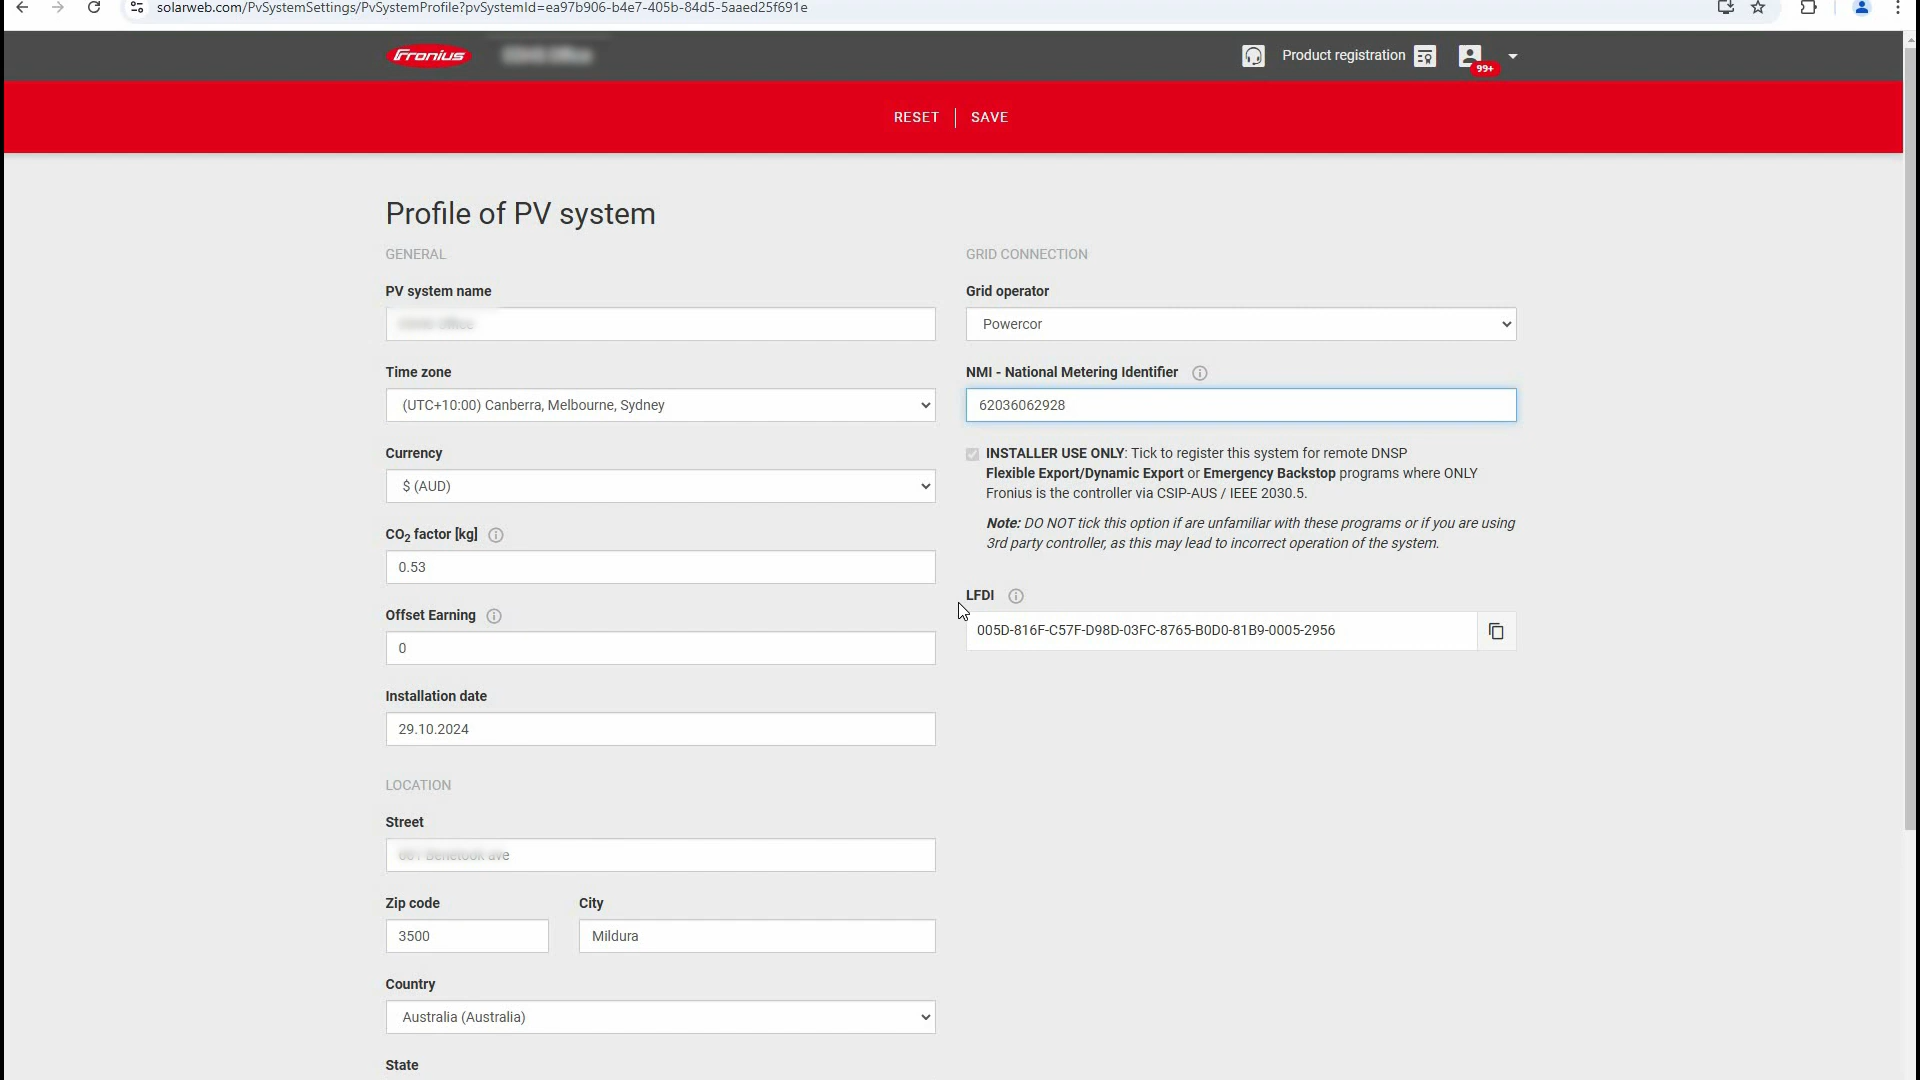 solarweb.com/PvSystemSettings/PvSystemProfile?pvSystemId=ea97b906-b4e7-405b-84d5-5aaed25f691e
Fronius
Product registration
99+
RESET
SAVE
Profile of PV system
GENERAL
PV system name
Time zone
(UTC+10:00) Canberra, Melbourne, Sydney
Currency
$ (AUD)
CO2 factor [kg]
0.53
Offset Earning
0
Installation date
29.10.2024
LOCATION
Street
ave
Zip code
City
3500
Mildura
Country
Australia (Australia)
State
GRID CONNECTION
Grid operator
Powercor
NMI - National Metering Identifier
62036062928
INSTALLER USE ONLY: Tick to register this system for remote DNSP
Flexible Export/Dynamic Export or Emergency Backstop programs where ONLY
Fronius is the controller via CSIP-AUS / IEEE 2030.5.
Note: DO NOT tick this option if are unfamiliar with these programs or if you are using
3rd party controller, as this may lead to incorrect operation of the system.
LFDI
005D-816F-C57F-D98D-03FC-8765-B0D0-81B9-0005-2956